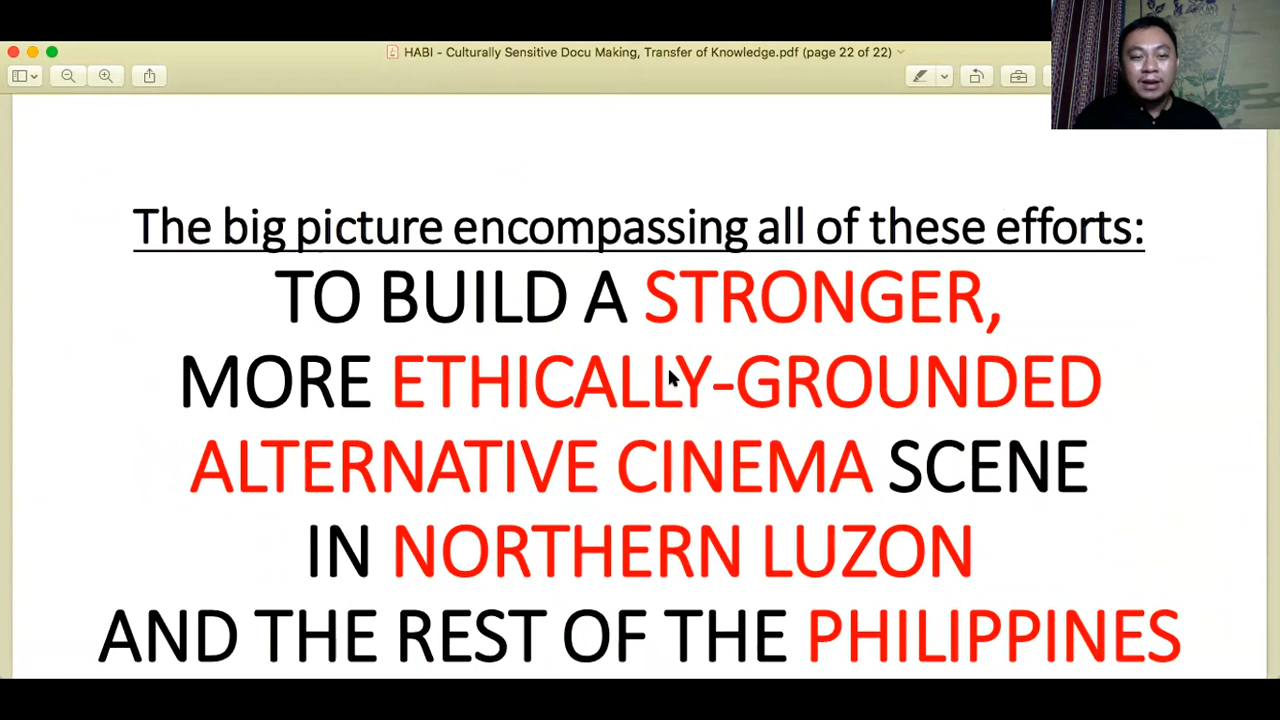 HABI - Culturally Sensitive Docu Making, Transfer of Knowledge.pdf (page 22 of 22)
The big picture encompassing all of these efforts:
TO BUILD A STRONGER,
MORE ETHICALLY-GROUNDED
ALTERNATIVE CINEMA SCENE
IN NORTHERN LUZON
AND THE REST OF THE PHILIPPINES